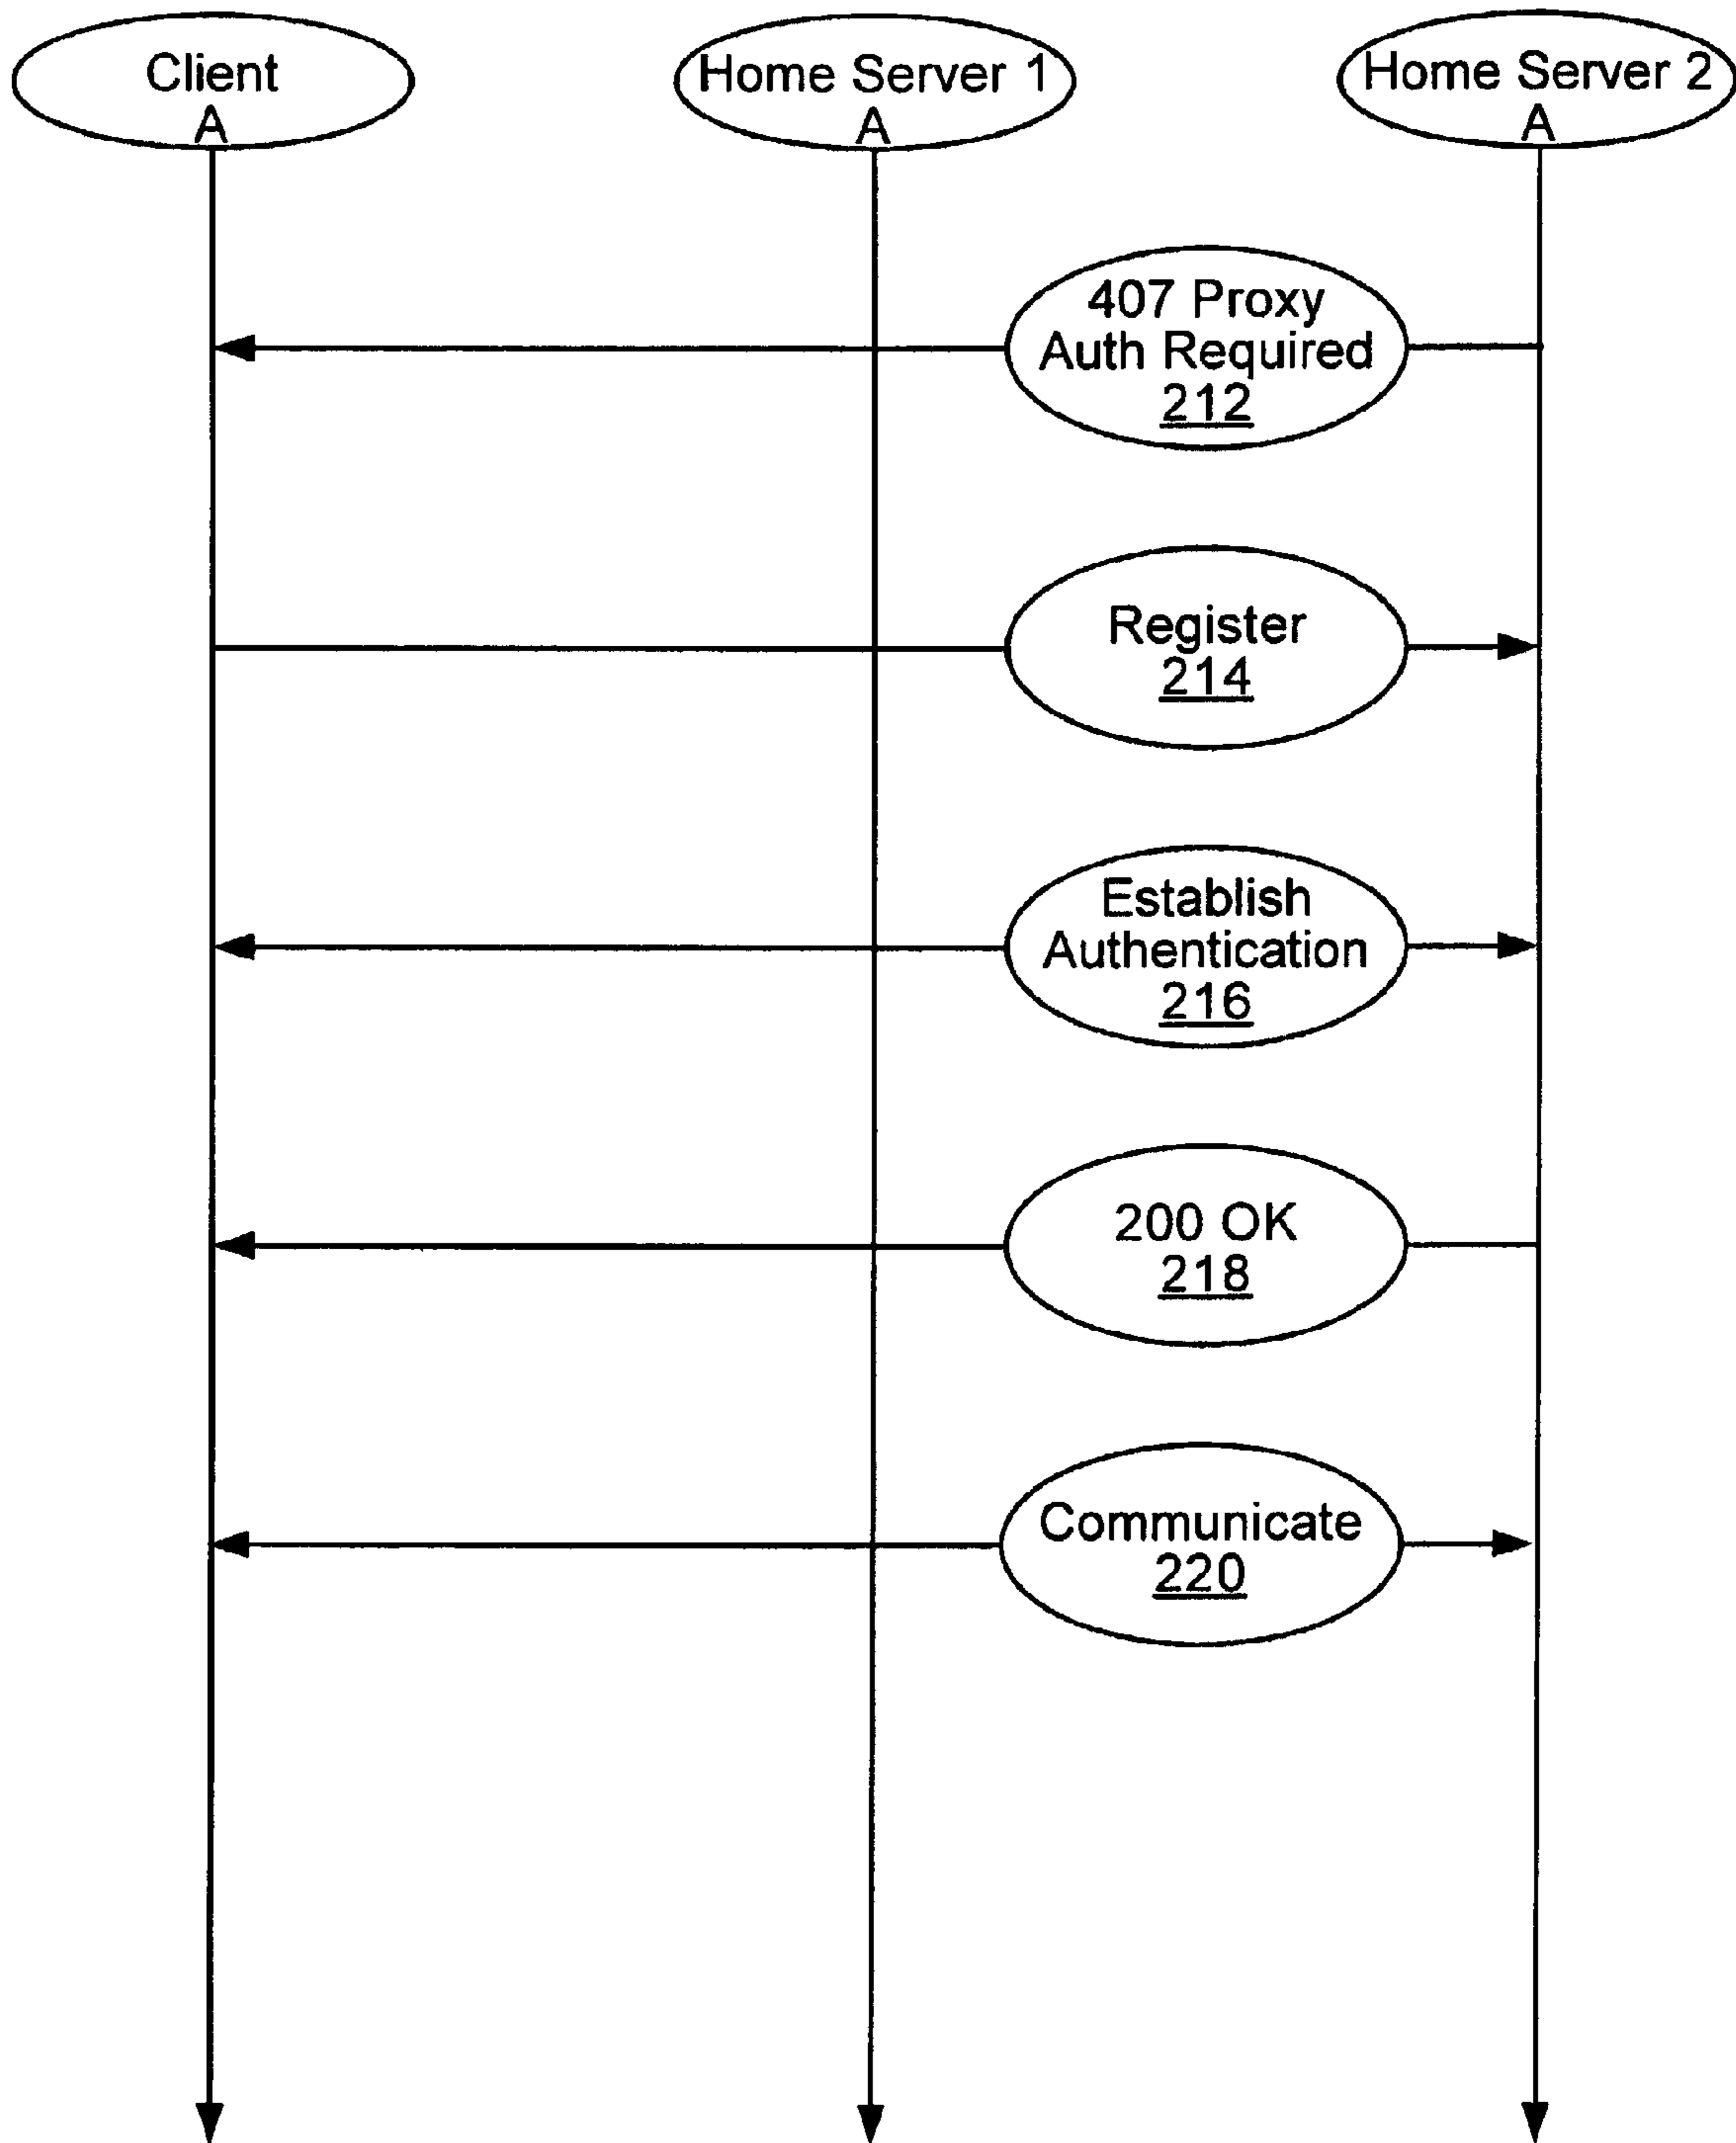 Client
A
Home Server 1
A
Home Server 2
A
407 Proxy
Auth Required
212
Register
214
Establish
Authentication
216
200 OK
218
Communicate
220